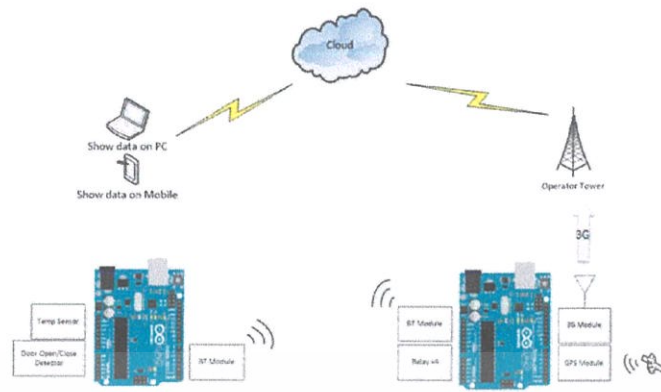 Cloud
Show data on PC
Show data on Mobile
Operator Tower
3G
Temp Sensor
Door Open/Close
Detector
BT Module
BT Module
Relay x4
3G Module
GPS Module